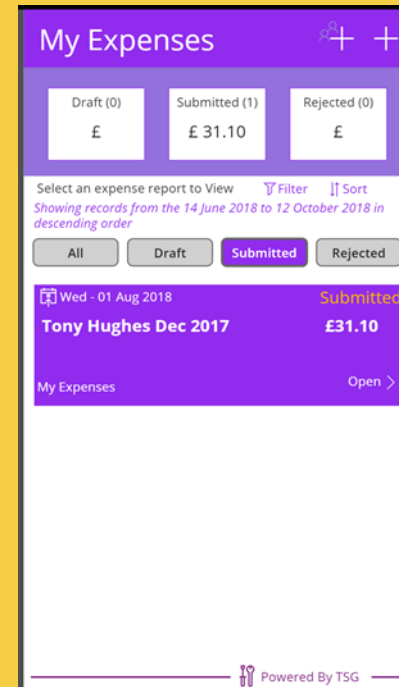 My Expenses
Draft (0) Submitted (1) Rejected (0)
£ £ 31.10 £
Select an expense report to View Filter Sort
Showing records from the 14 June 2018 to 12 October 2018 in
descending order
All Draft Submitted Rejected
Wed - 01 Aug 2018 Submitted
Tony Hughes Dec 2017 £31.10
My Expenses Open
Powered By TSG